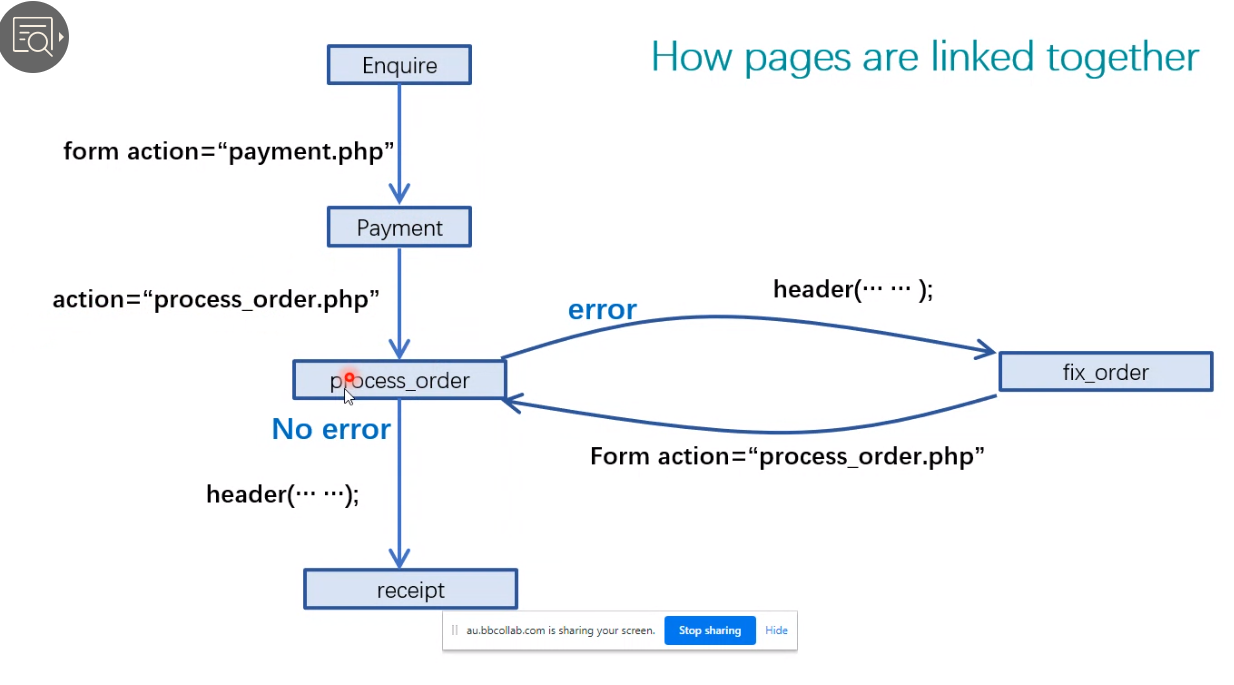 How pages are linked together
Enquire
form action=“payment.php”
Payment
action=“process_order.php”
error
header(⋯ ⋯ );
process_order
fix_order
No error
Form action=“process_order.php”
header(⋯ ⋯);
receipt
au.bbcollab.com is sharing your screen.
Stop sharing
Hide